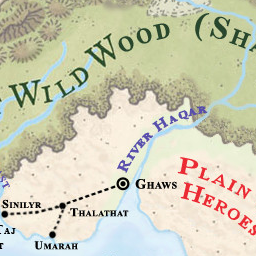 WILD WOOD (SHA
RIVER HAQAR
PLAIN
HEROES
GHAWS
SINILYR
THALATHAT
TAJ
UMARAH